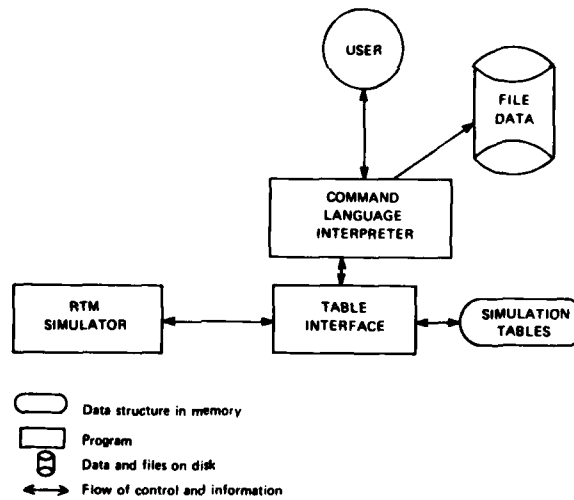 USER
FILE
DATA
COMMAND
LANGUAGE
INTERPRETER
RTM
SIMULATOR
TABLE
INTERFACE
SIMULATION
TABLES
Data structure in memory
Program
Data and files on disk
Flow of control and information